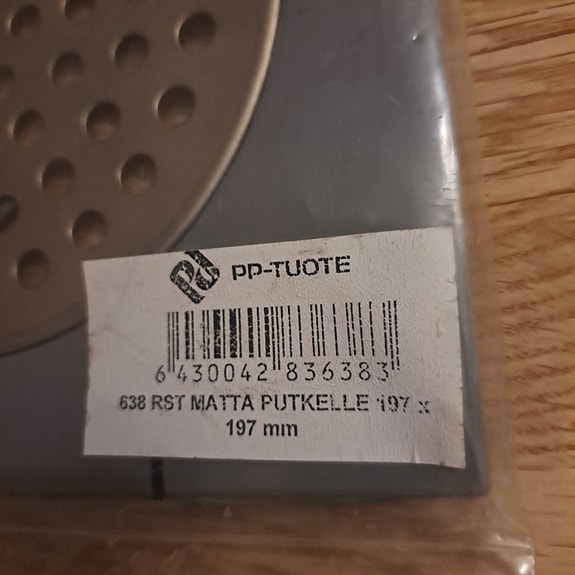 PP-TUOTE
6 430042 836383
638 RST MATTA PUTKELLE 197 x
197 mm